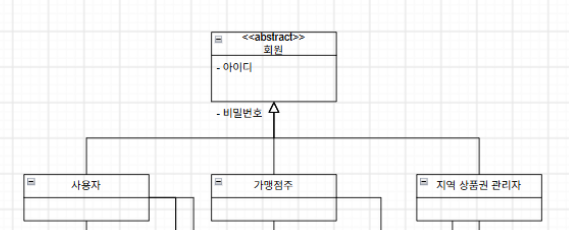 <<abstract>>
회원
- 아이디
- 비밀번호
사용자
가맹점주
지역 상품권 관리자